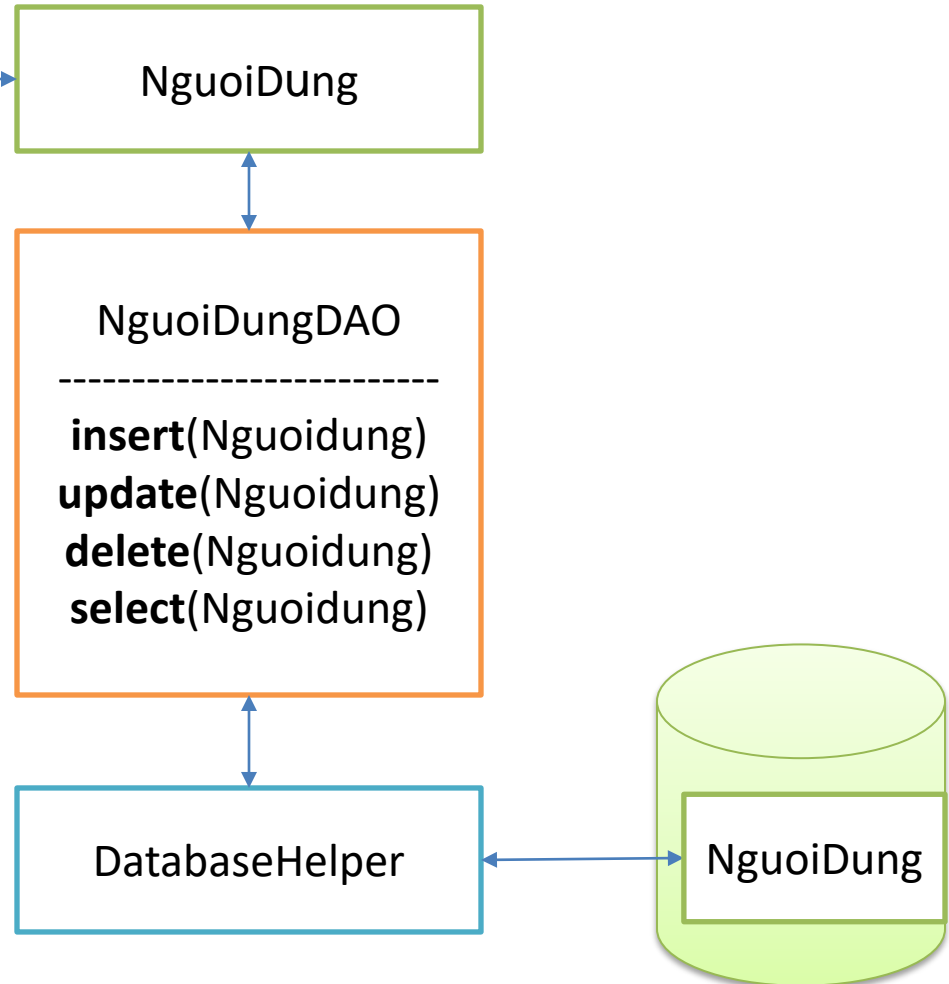 NguoiDung
NguoiDungDAO
--------------------------
insert(Nguoidung)
update(Nguoidung)
delete(Nguoidung)
select(Nguoidung)
DatabaseHelper
NguoiDung